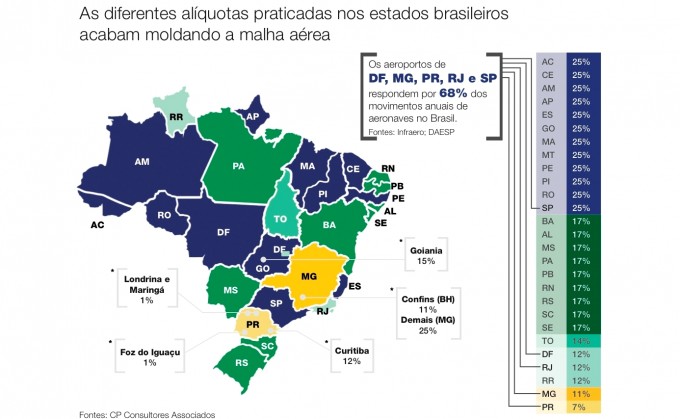 As diferentes alíquotas praticadas nos estados brasileiros
acabam moldando a malha aérea
Os aeroportos de
DF, MG, PR, RJ e SP
respondem por 68% dos
movimentos anuais de
aeronaves no Brasil.
Fontes: Infraero; DAESP
AC 25%
CE 25%
AM 25%
AP 25%
ES 25%
GO 25%
MA 25%
MT 25%
PE 25%
PI 25%
RO 25%
SP 25%
BA 17%
AL 17%
MS 17%
PA 17%
PB 17%
RN 17%
RS 17%
SC 17%
SE 17%
TO 14%
DF 12%
RJ 12%
RR 12%
MG 11%
PR 7%
RR
AP
AM
PA
MA
CE
RN
PB
PE
AL
SE
PI
AC
RO
TO
BA
DF
DF
GO
MG
ES
MS
SP
RJ
PR
SC
RS
* Goiania
15%
* Londrina e
Maringá
1%
* Confins (BH)
11%
Demais (MG)
25%
* Foz do Iguaçu
1%
* Curitiba
12%
Fontes: CP Consultores Associados